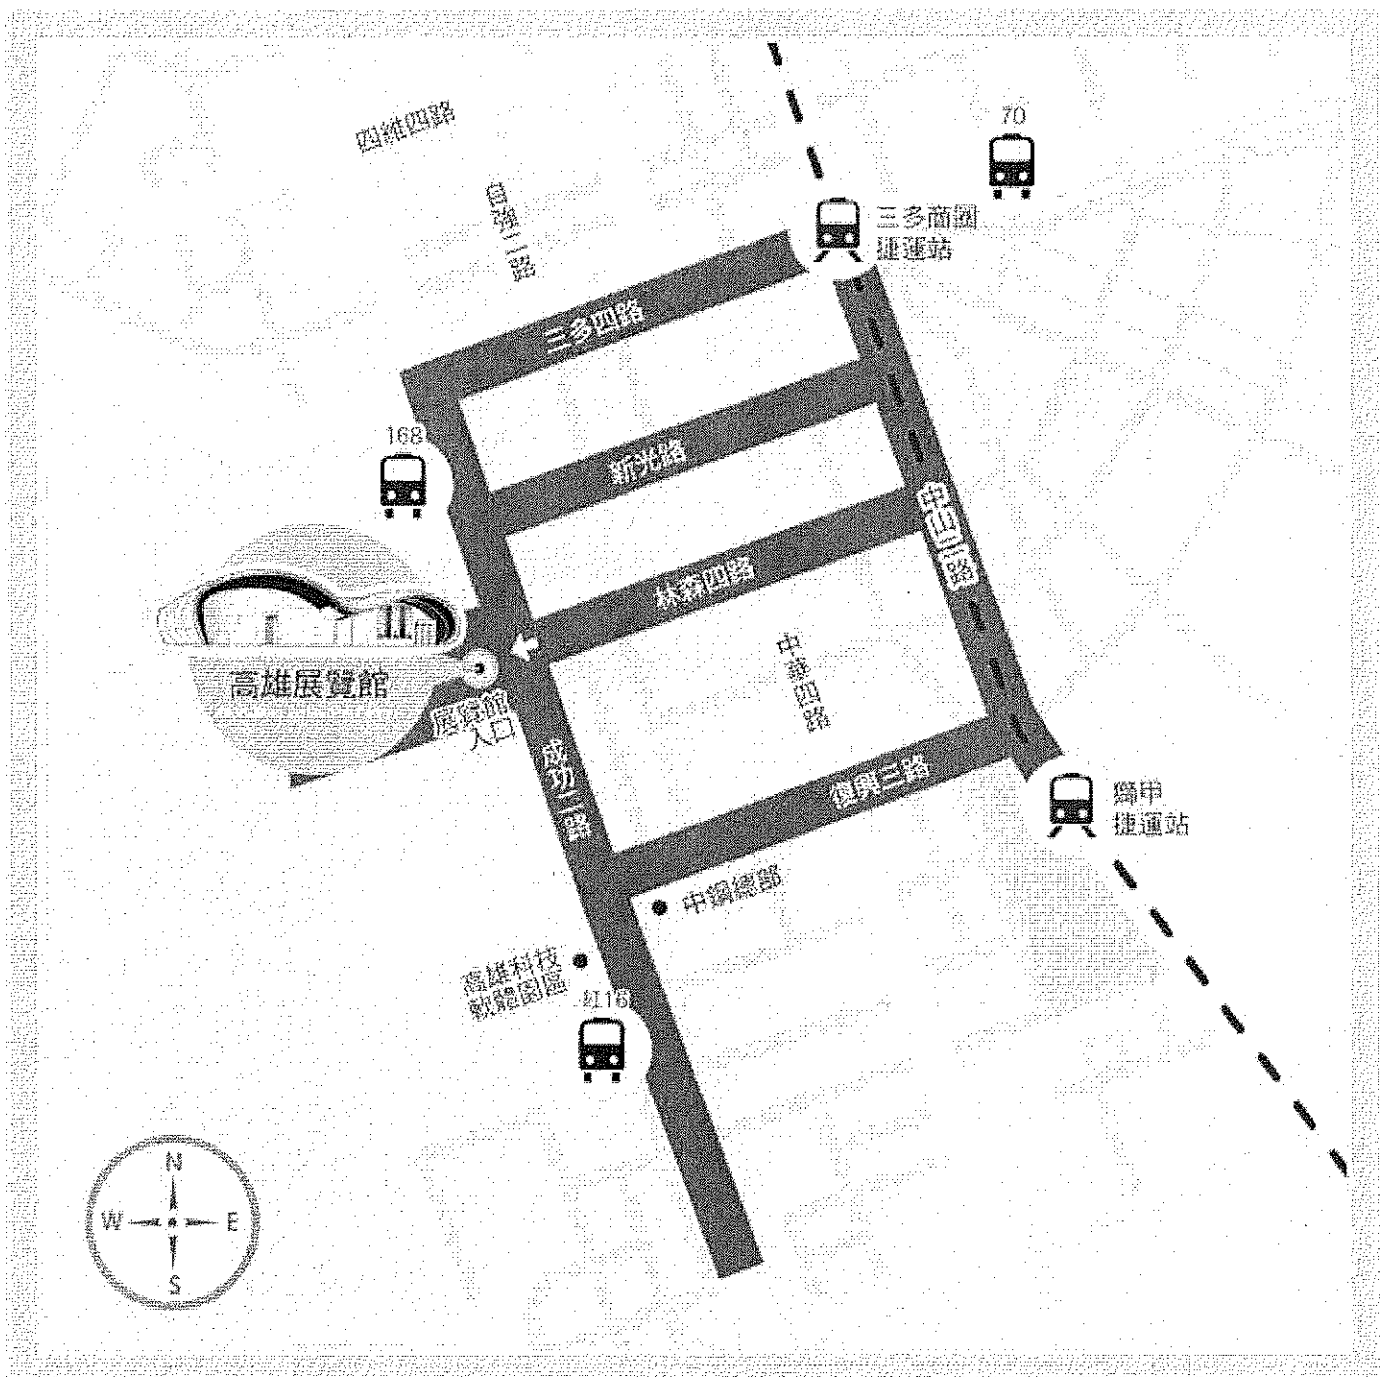 四維四路
70
自強二路
三多商圈
捷運站
三多四路
168
新光路
中山二路
林森四路
中華四路
高雄展覽館
展覽館
入口
成功二路
復興三路
獅甲
捷運站
中鋼總部
高雄科技
軟體園區
紅16
N
W
E
S